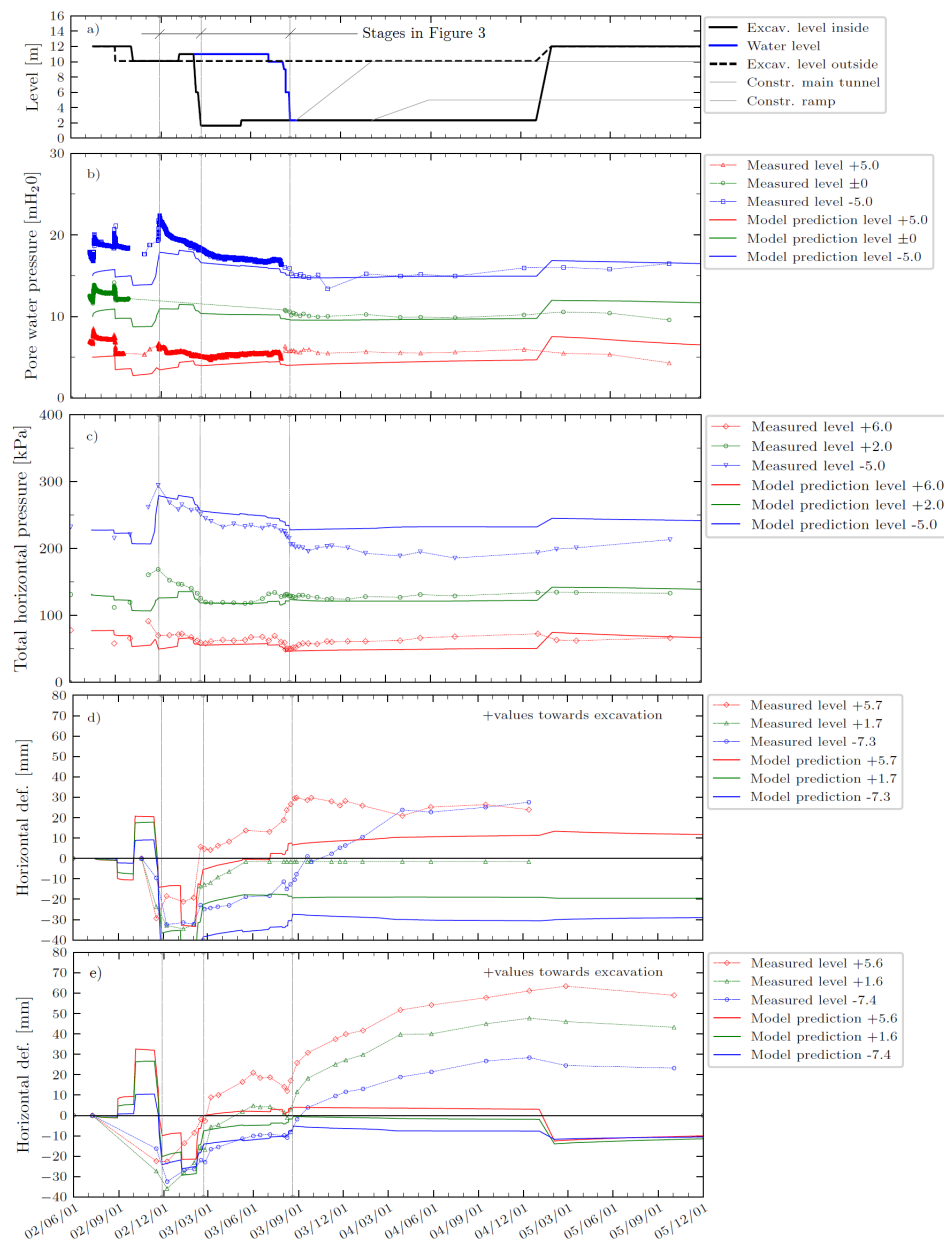 a)
Stages in Figure 3
Level [m]
16
14
12
10
8
6
4
2
0
Excav. level inside
Water level
Excav. level outside
Constr. main tunnel
Constr. ramp
b)
Pore water pressure [mH₂0]
30
20
10
0
Measured level +5.0
Measured level ±0
Measured level -5.0
Model prediction level +5.0
Model prediction level ±0
Model prediction level -5.0
c)
Total horizontal pressure [kPa]
400
300
200
100
0
Measured level +6.0
Measured level +2.0
Measured level -5.0
Model prediction level +6.0
Model prediction level +2.0
Model prediction level -5.0
d)
+values towards excavation
Horizontal def. [mm]
80
70
60
50
40
30
20
10
0
−10
−20
−30
−40
Measured level +5.7
Measured level +1.7
Measured level -7.3
Model prediction +5.7
Model prediction +1.7
Model prediction -7.3
e)
+values towards excavation
Horizontal def. [mm]
80
70
60
50
40
30
20
10
0
−10
−20
−30
−40
Measured level +5.6
Measured level +1.6
Measured level -7.4
Model prediction +5.6
Model prediction +1.6
Model prediction -7.4
02/06/01
02/09/01
02/12/01
03/03/01
03/06/01
03/09/01
03/12/01
04/03/01
04/06/01
04/09/01
04/12/01
05/03/01
05/06/01
05/09/01
05/12/01